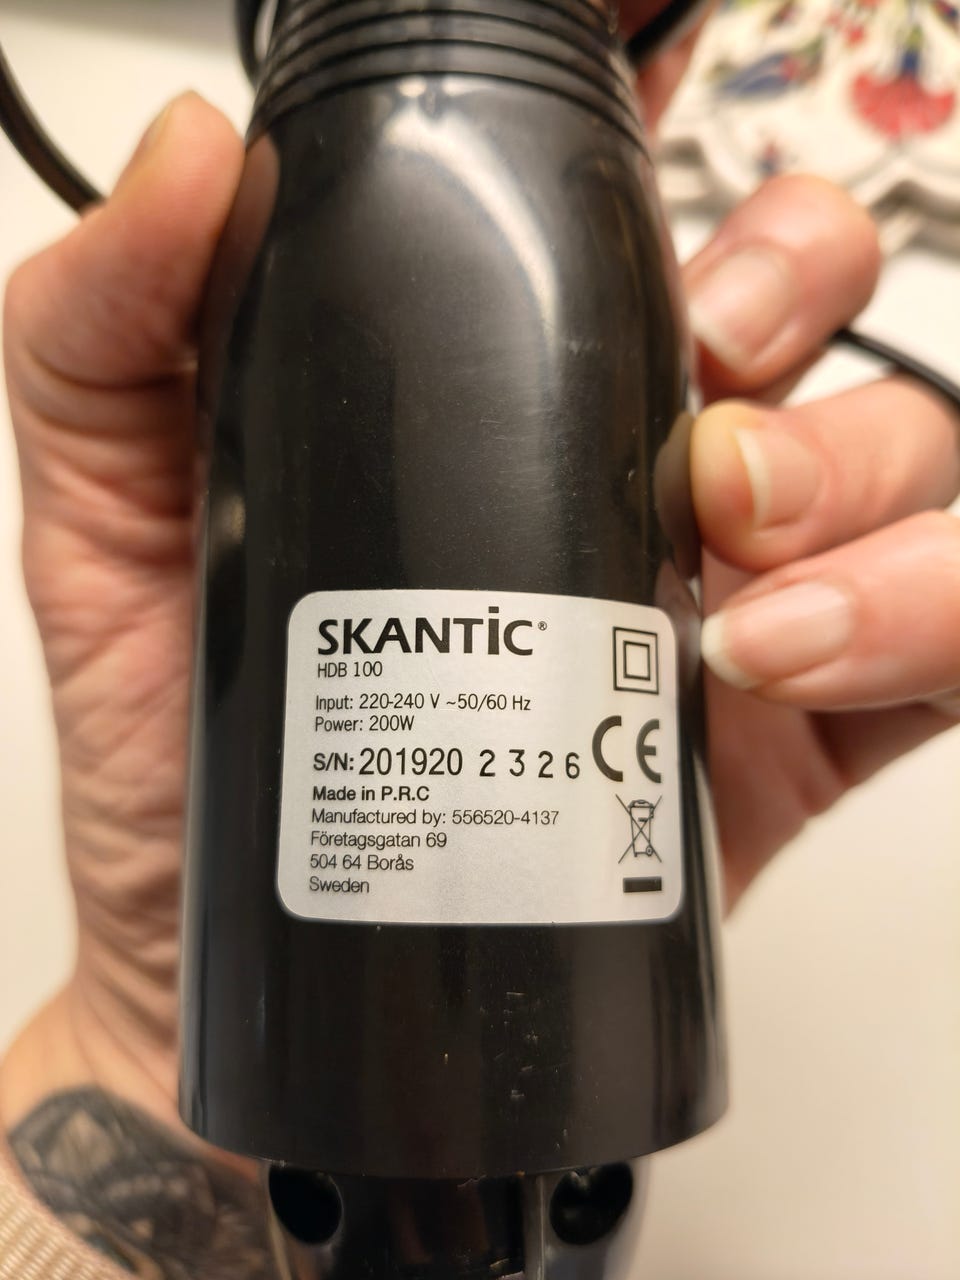 SKANTiC®
HDB 100
Input: 220-240 V ~50/60 Hz
Power: 200W
S/N: 201920 2 3 2 6
CE
Made in P.R.C
Manufactured by: 556520-4137
Företagsgatan 69
504 64 Borås
Sweden